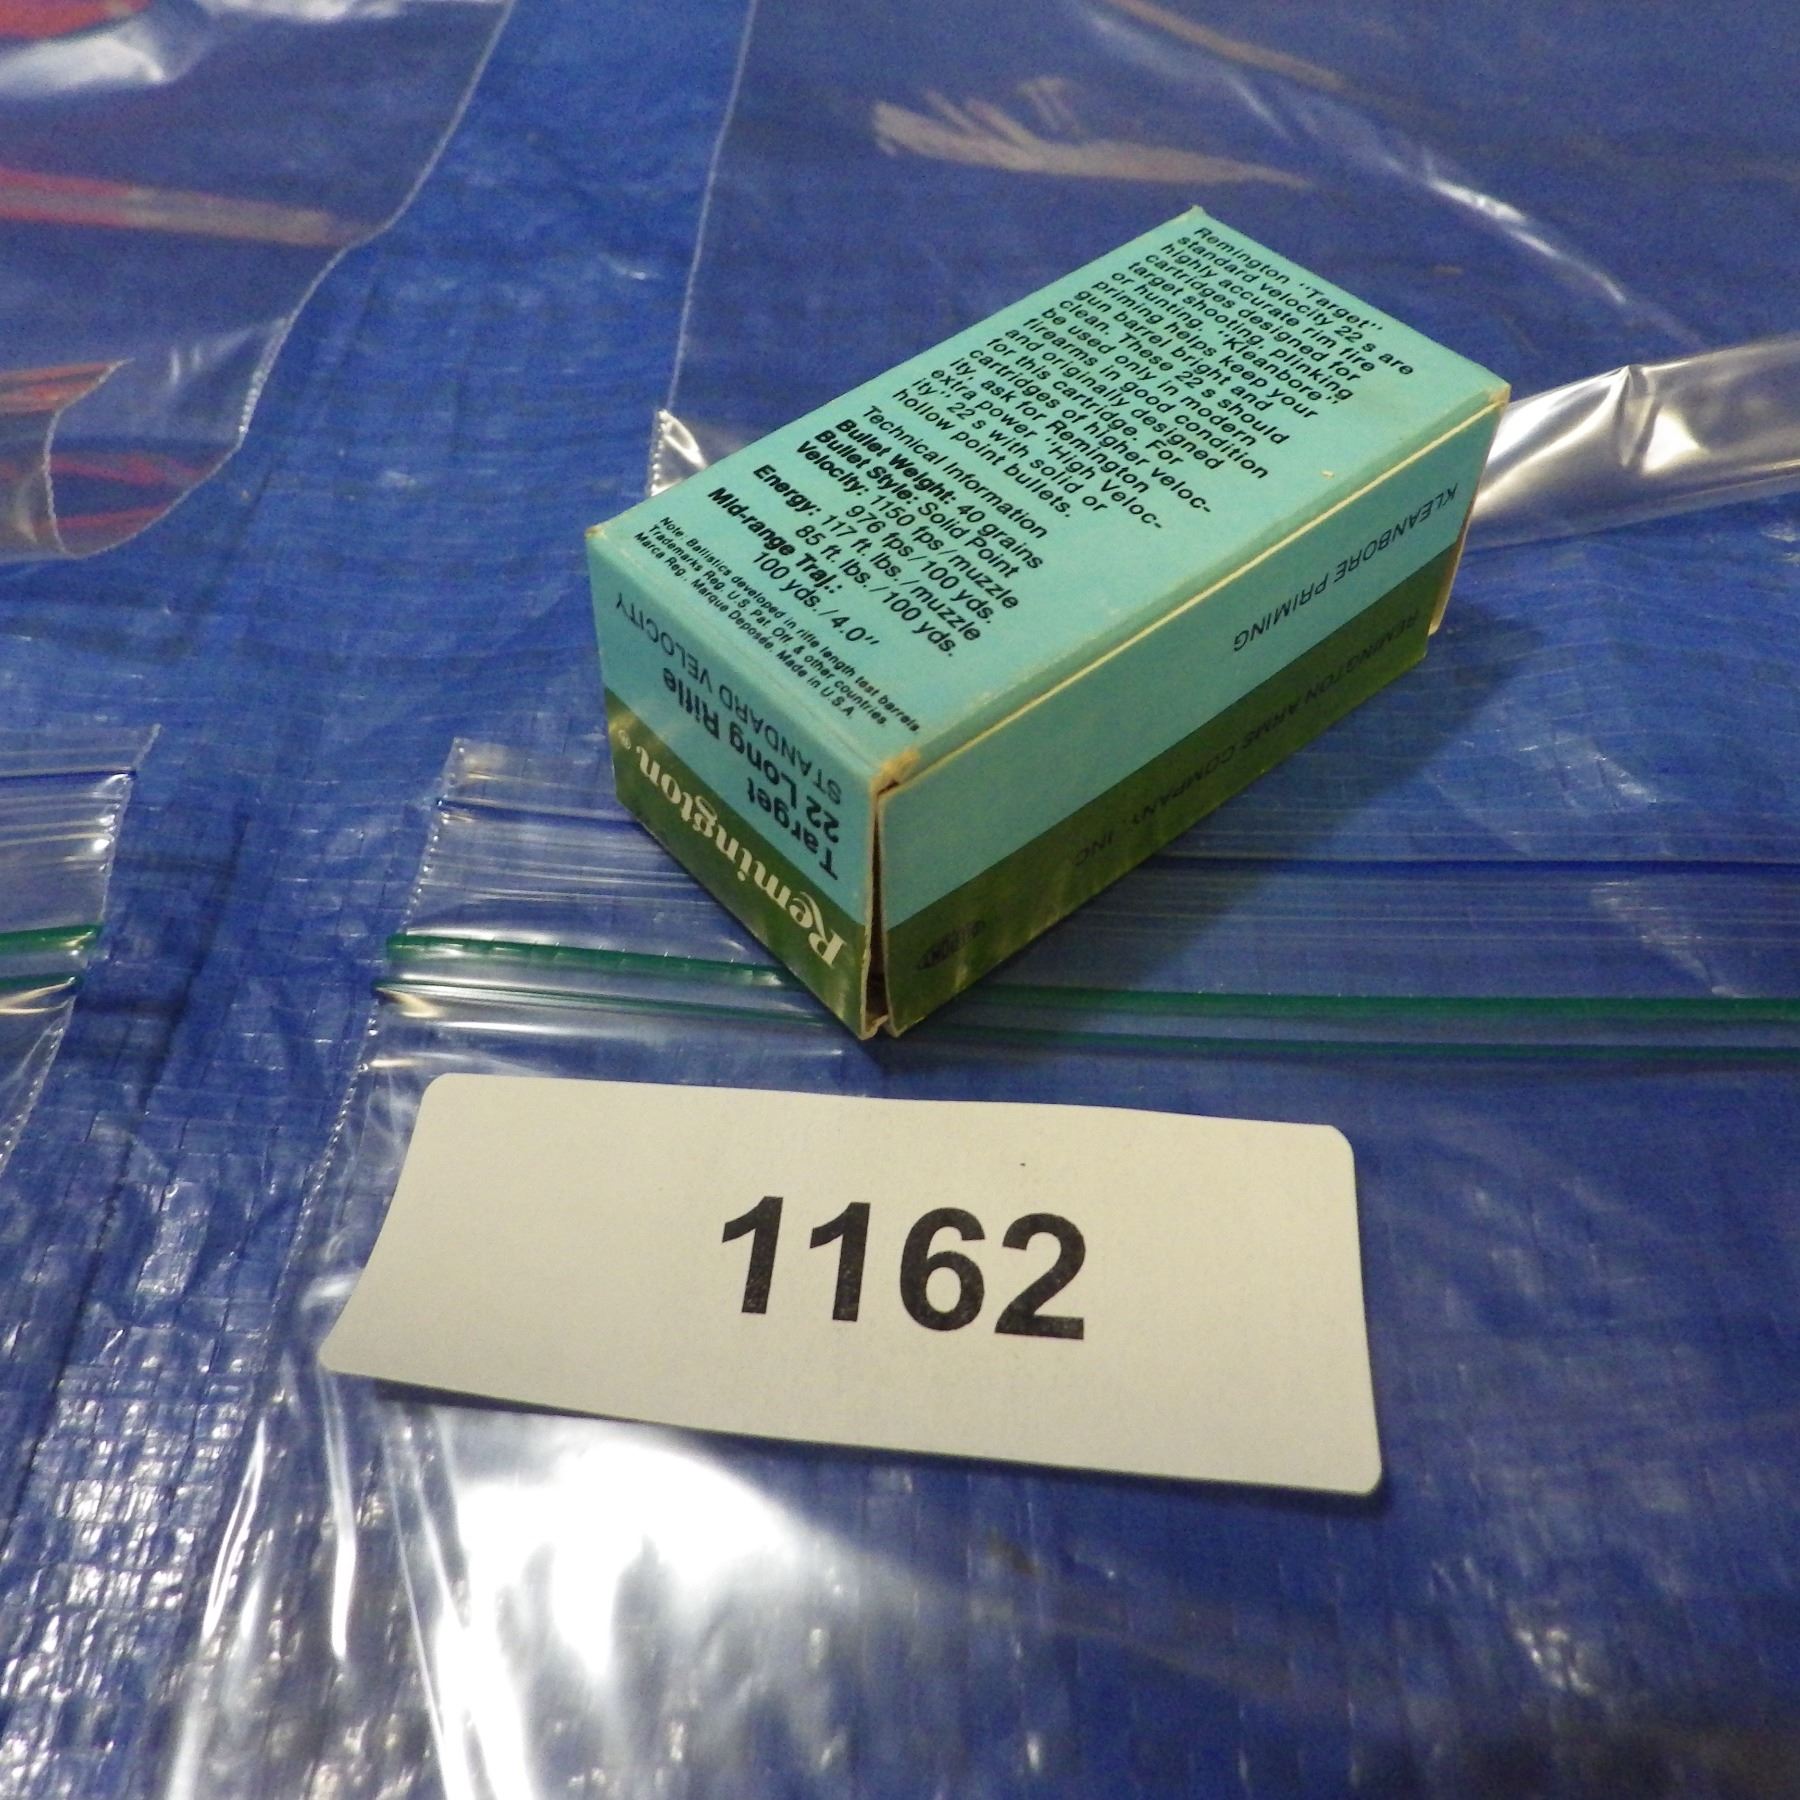 Remington "Target"
standard velocity 22's are
highly accurate rim fire
cartridges designed for
target shooting, plinking
or hunting. "Kleanbore"
priming helps keep your
gun barrel bright and
clean. These 22's should
be used only in modern
firearms in good condition
and originally designed
for this cartridge. For
cartridges of higher veloc-
ity, ask for Remington
extra power "High Veloc-
ity" 22's with solid or
hollow point bullets.
Technical Information
Bullet Weight: 40 grains
Bullet Style: Solid Point
Velocity: 1150 fps/muzzle
976 fps/100 yds.
Energy: 117 ft. lbs./muzzle
85 ft. lbs./100 yds.
Mid-range Traj.:
100 yds./4.0"
Note: Ballistics developed in rifle length test barrels
Trademarks Reg. U.S. Pat. Off. & other countries.
Marca Reg., Marque Deposée. Made in U.S.A.
Remington®
Target
22 Long Rifle
STANDARD VELOCITY
KLEANBORE PRIMING
REMINGTON ARMS COMPANY, INC.
1162